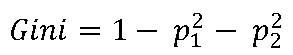 Gini = 1 − p₁² − p₂²